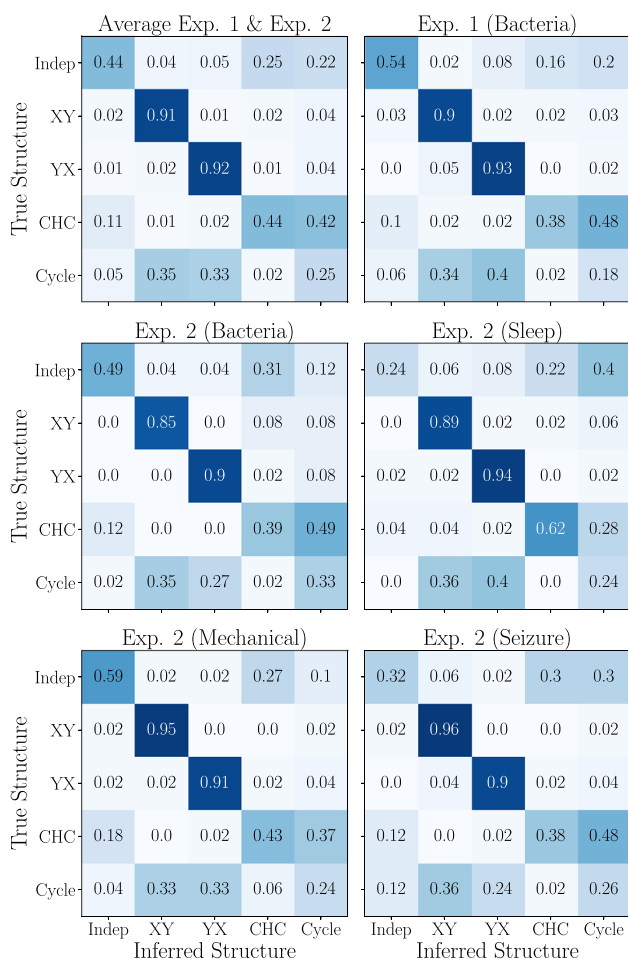 Average Exp. 1 & Exp. 2
Exp. 1 (Bacteria)
True Structure
Indep 0.44 0.04 0.05 0.25 0.22
XY 0.02 0.91 0.01 0.02 0.04
YX 0.01 0.02 0.92 0.01 0.04
CHC 0.11 0.01 0.02 0.44 0.42
Cycle 0.05 0.35 0.33 0.02 0.25
0.54 0.02 0.08 0.16 0.2
0.03 0.9 0.02 0.02 0.03
0.0 0.05 0.93 0.0 0.02
0.1 0.02 0.02 0.38 0.48
0.06 0.34 0.4 0.02 0.18
Exp. 2 (Bacteria)
Exp. 2 (Sleep)
True Structure
Indep 0.49 0.04 0.04 0.31 0.12
XY 0.0 0.85 0.0 0.08 0.08
YX 0.0 0.0 0.9 0.02 0.08
CHC 0.12 0.0 0.0 0.39 0.49
Cycle 0.02 0.35 0.27 0.02 0.33
0.24 0.06 0.08 0.22 0.4
0.0 0.89 0.02 0.02 0.06
0.02 0.02 0.94 0.0 0.02
0.04 0.04 0.02 0.62 0.28
0.0 0.36 0.4 0.0 0.24
Exp. 2 (Mechanical)
Exp. 2 (Seizure)
True Structure
Indep 0.59 0.02 0.02 0.27 0.1
XY 0.02 0.95 0.0 0.0 0.02
YX 0.02 0.02 0.91 0.02 0.04
CHC 0.18 0.0 0.02 0.43 0.37
Cycle 0.04 0.33 0.33 0.06 0.24
Indep XY YX CHC Cycle
Inferred Structure
0.32 0.06 0.02 0.3 0.3
0.02 0.96 0.0 0.0 0.02
0.0 0.04 0.9 0.02 0.04
0.12 0.0 0.02 0.38 0.48
0.12 0.36 0.24 0.02 0.26
Indep XY YX CHC Cycle
Inferred Structure